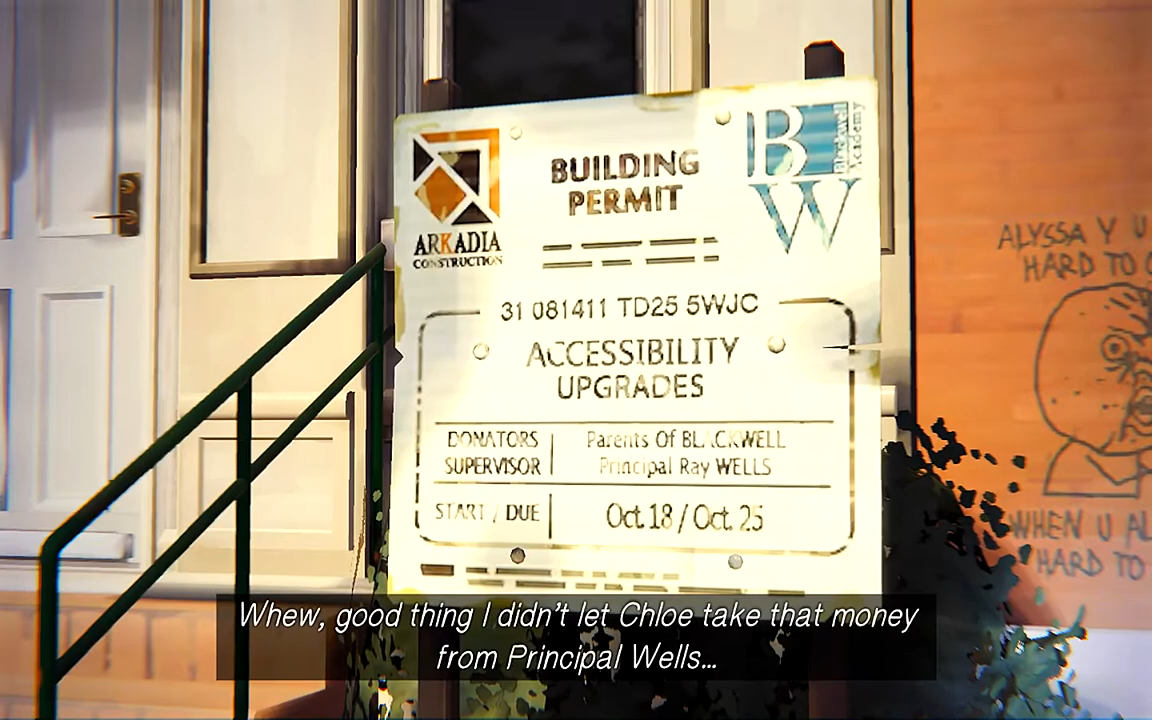 BUILDING
PERMIT
B
Blackwell
Academy
W
ARKADIA
CONSTRUCTION
31 081411 TD25 5WJC
ACCESSIBILITY
UPGRADES
DONATORS Parents Of BLACKWELL
SUPERVISOR Principal Ray WELLS
START / DUE Oct. 18 / Oct. 25
ALYSSA Y U
HARD TO
WHEN U
HARD TO
Whew, good thing I didn't let Chloe take that money
from Principal Wells...